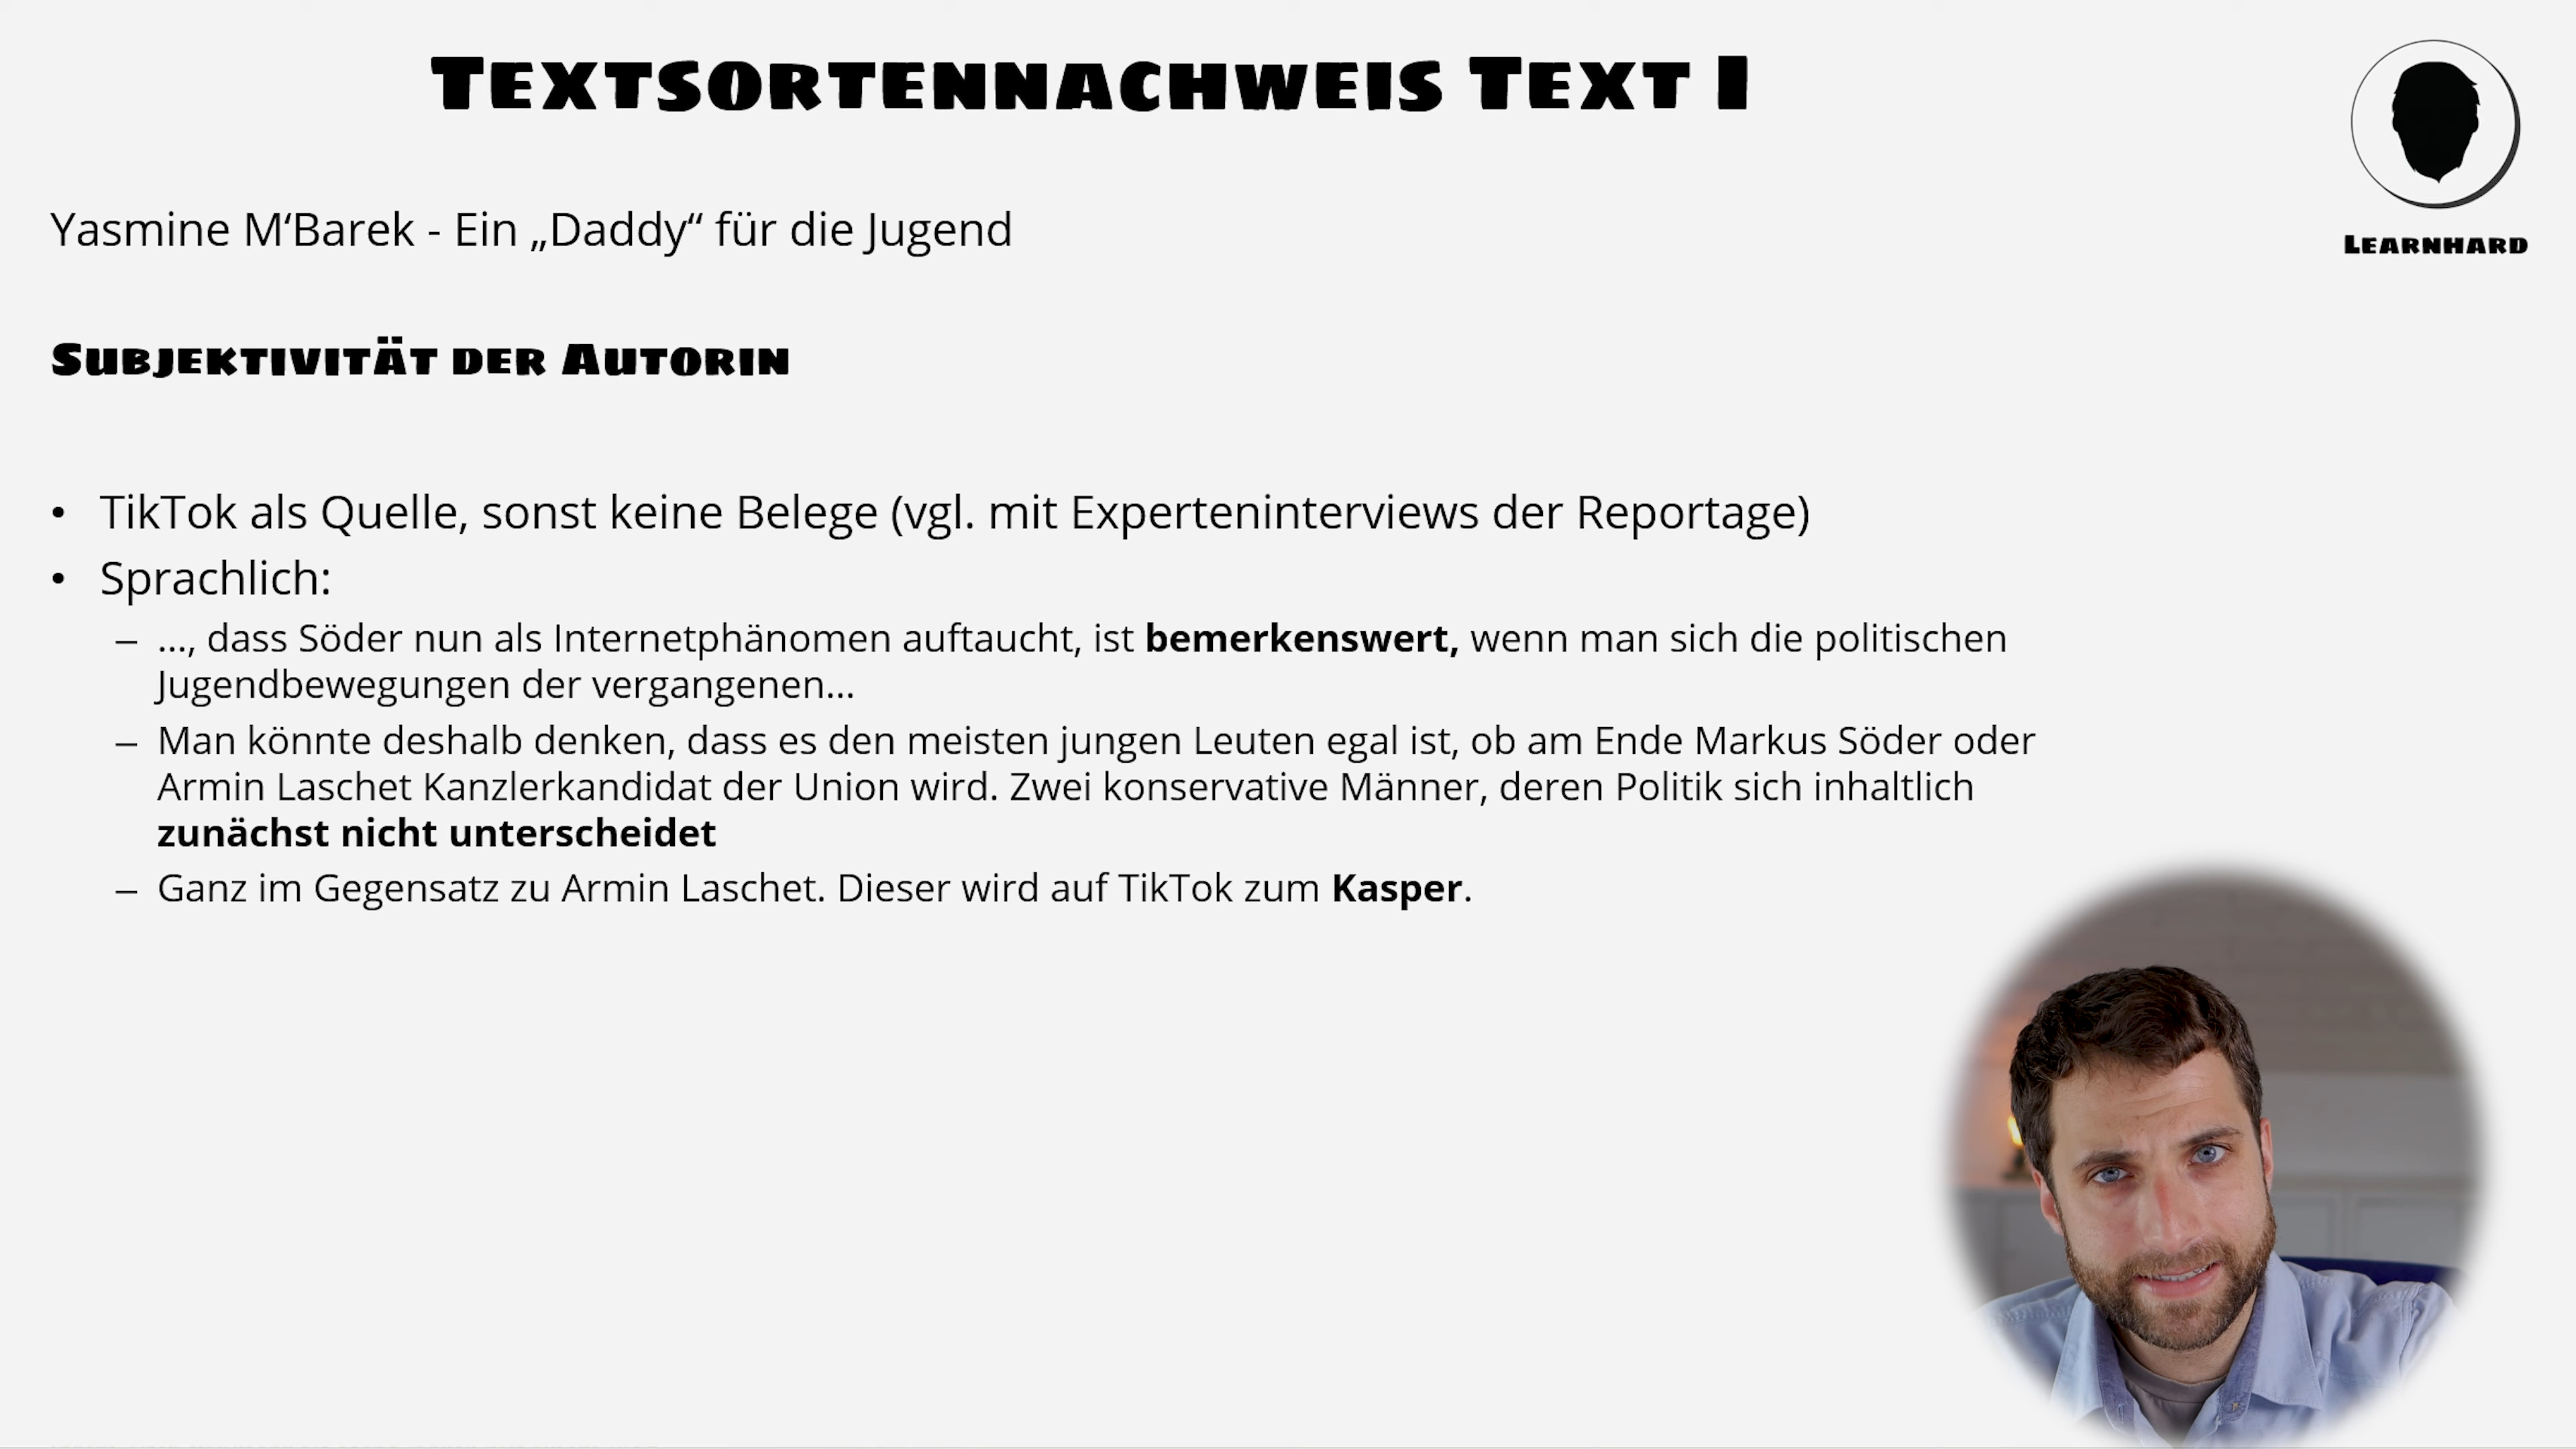 Textsortennachweis Text I
Learnhard
Yasmine M‘Barek - Ein „Daddy“ für die Jugend
Subjektivität der Autorin
• TikTok als Quelle, sonst keine Belege (vgl. mit Experteninterviews der Reportage)
• Sprachlich:
– …, dass Söder nun als Internetphänomen auftaucht, ist bemerkenswert, wenn man sich die politischen
Jugendbewegungen der vergangenen…
– Man könnte deshalb denken, dass es den meisten jungen Leuten egal ist, ob am Ende Markus Söder oder
Armin Laschet Kanzlerkandidat der Union wird. Zwei konservative Männer, deren Politik sich inhaltlich
zunächst nicht unterscheidet
– Ganz im Gegensatz zu Armin Laschet. Dieser wird auf TikTok zum Kasper.